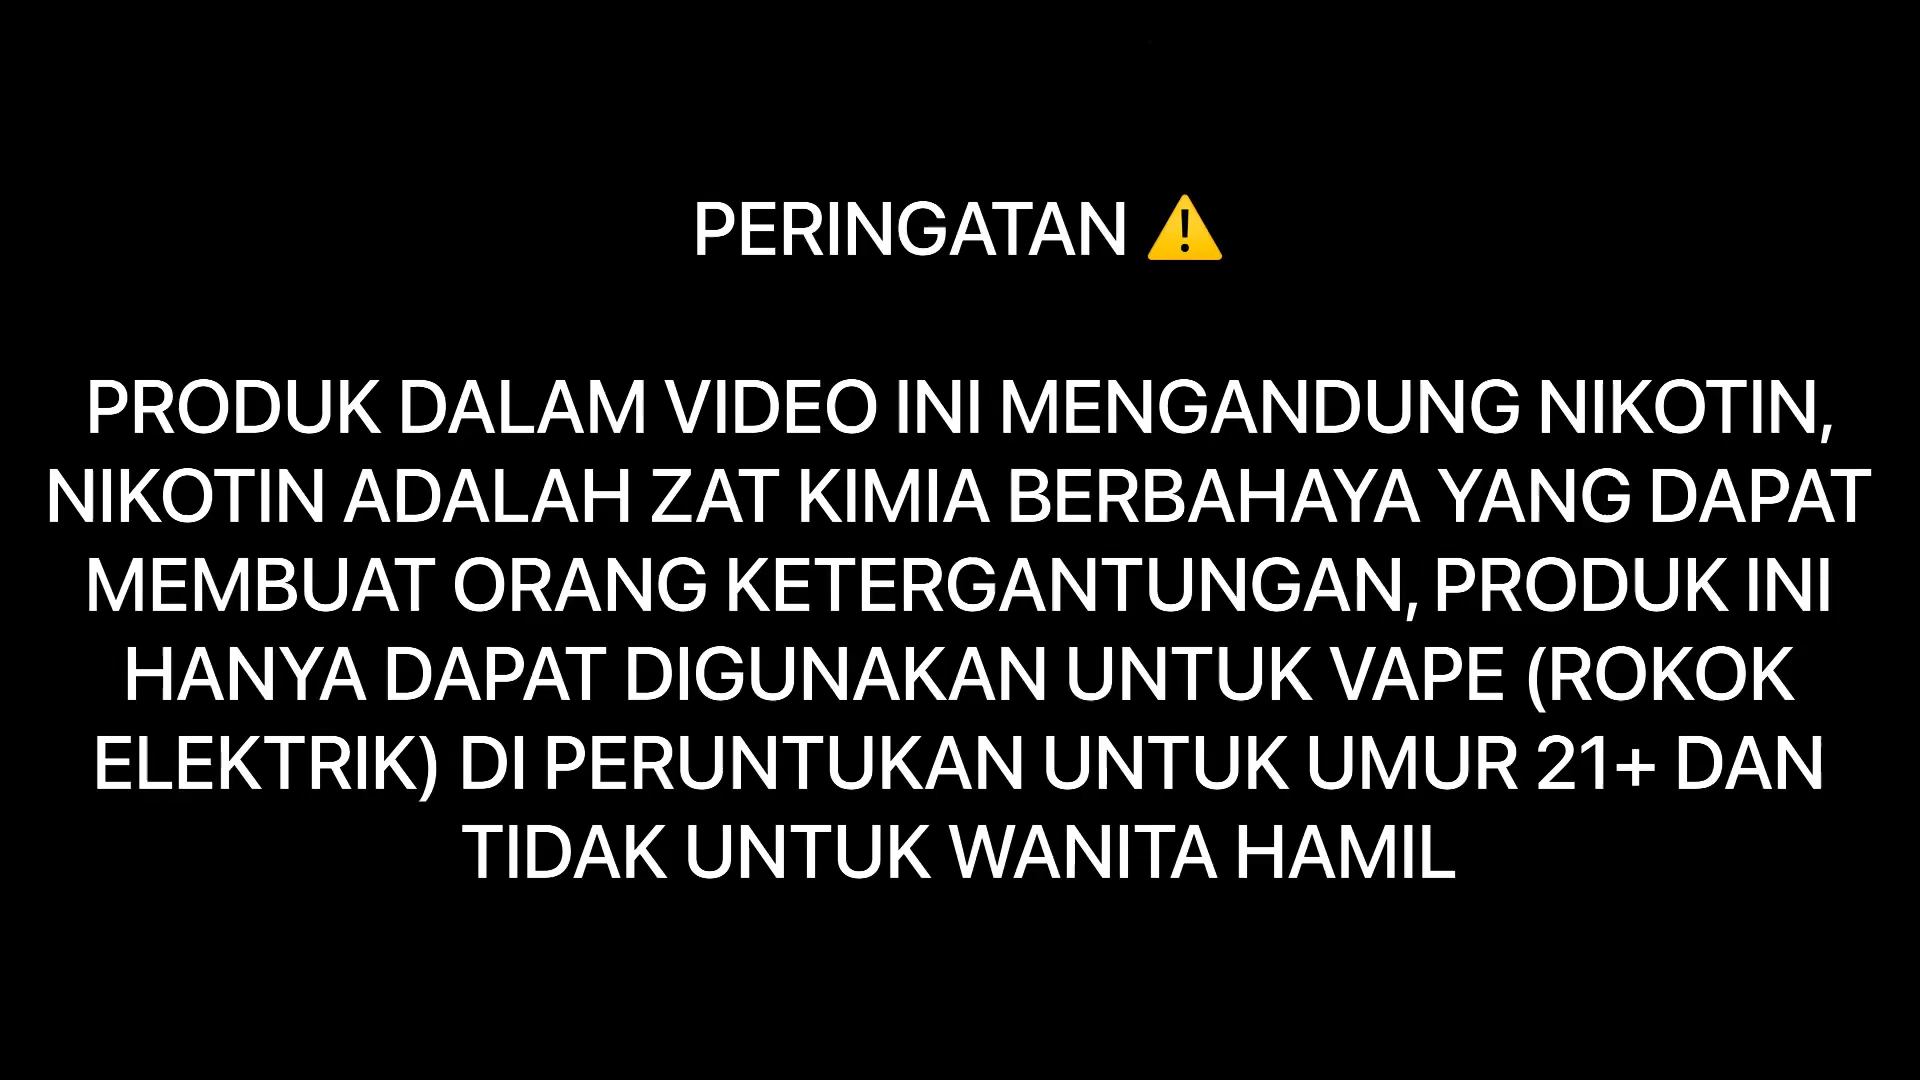 PERINGATAN ⚠️
PRODUK DALAM VIDEO INI MENGANDUNG NIKOTIN,
NIKOTIN ADALAH ZAT KIMIA BERBAHAYA YANG DAPAT
MEMBUAT ORANG KETERGANTUNGAN, PRODUK INI
HANYA DAPAT DIGUNAKAN UNTUK VAPE (ROKOK
ELEKTRIK) DI PERUNTUKAN UNTUK UMUR 21+ DAN
TIDAK UNTUK WANITA HAMIL